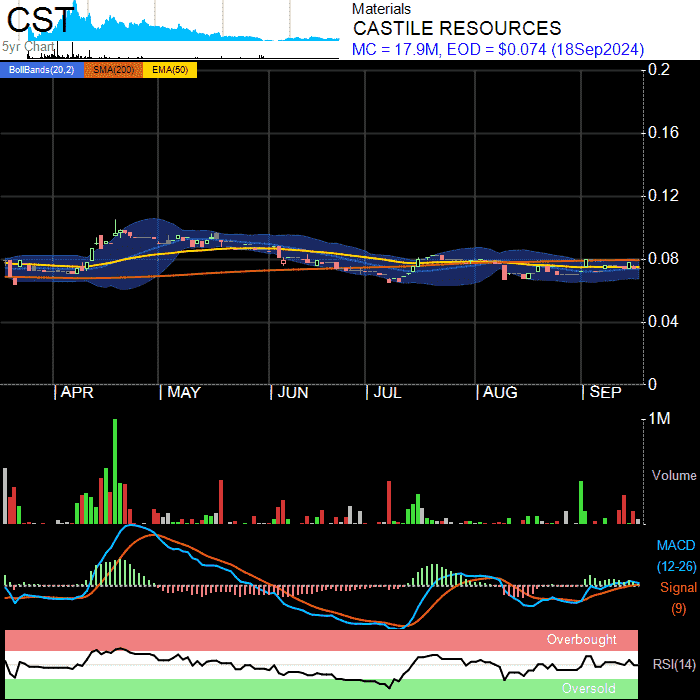 CST
5yr Chart
Materials
CASTILE RESOURCES
MC = 17.9M, EOD = $0.074 (18Sep2024)
BollBands(20,2) SMA(200) EMA(50)
0.2
0.16
0.12
0.08
0.04
0
APR MAY JUN JUL AUG SEP
1M
Volume
MACD
(12-26)
Signal
(9)
Overbought
RSI(14)
Oversold